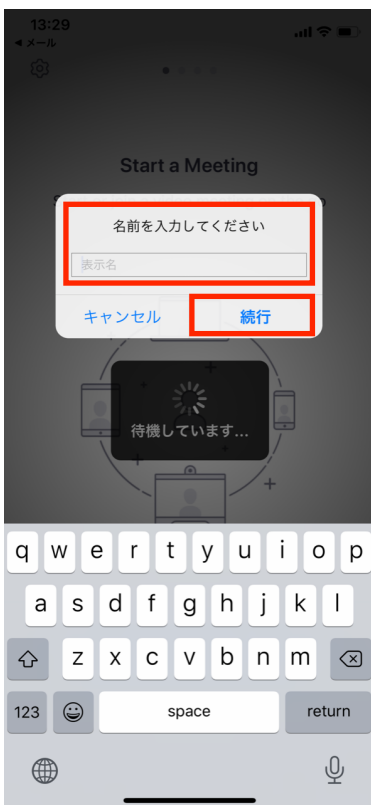 13:29
◀ メール
Start a Meeting
名前を入力してください
表示名
キャンセル
続行
待機しています...
q w e r t y u i o p
a s d f g h j k l
z x c v b n m
123
space
return